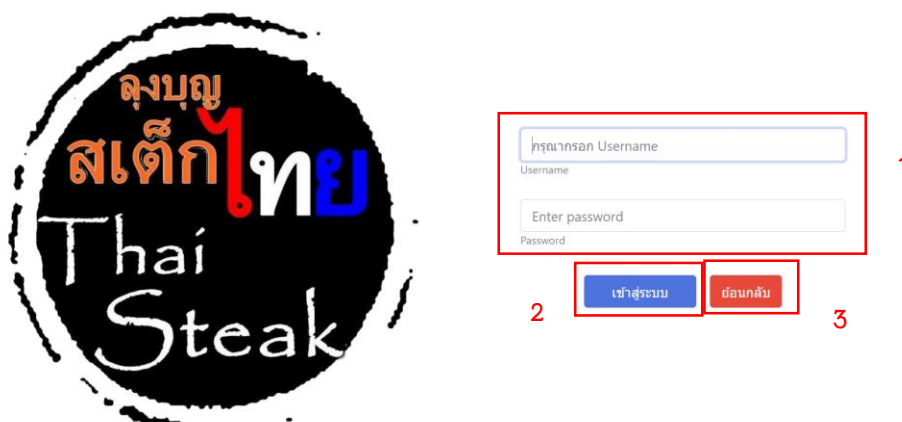 ลุงบุญ
สเต็กไทย
Thai
Steak
กรุณากรอก Username
Username
Enter password
Password
เข้าสู่ระบบ
ย้อนกลับ
2
3